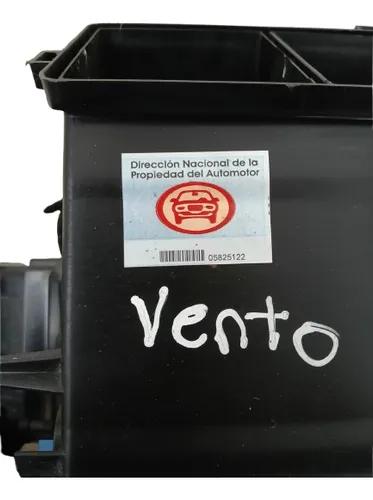 Dirección Nacional de la
Propiedad del Automotor
05825122
Vento